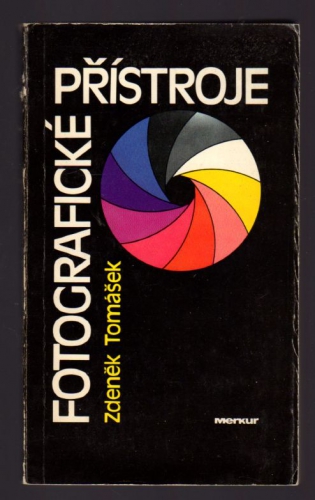 FOTOGRAFICKÉ
PŘÍSTROJE
Zdeněk Tomášek
Merkur